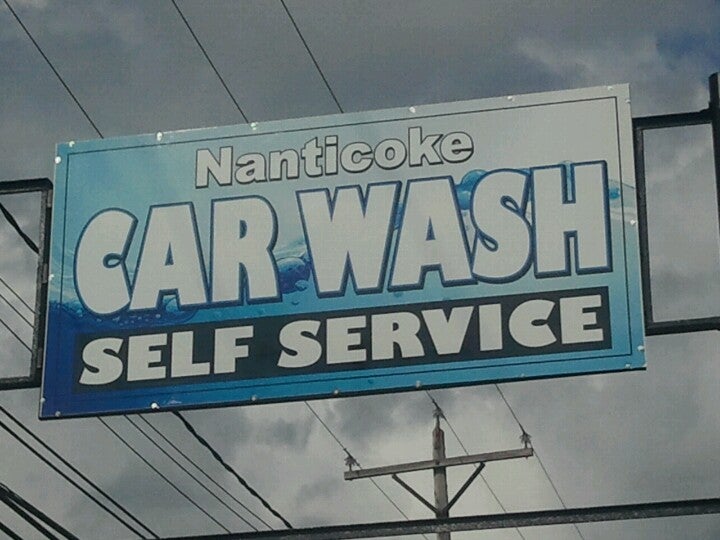 Nanticoke
CAR WASH
SELF SERVICE